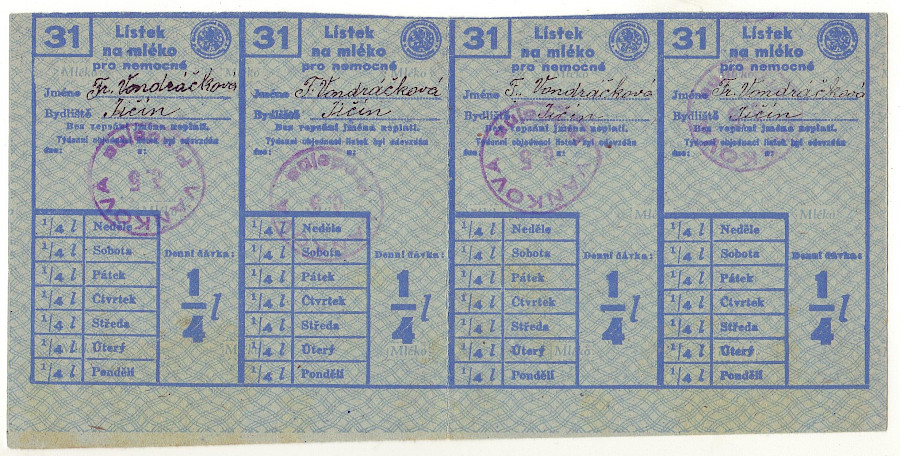 31 Lístek
na mléko
pro nemocné
Jméno Fr. Vondráčková
Bydliště Jičín
Bez vepsání jména neplatí.
Týdenní objednací lístek byl odevzdán
dne: u:
VANKOVA
1/4 l Neděle
1/4 l Sobota
1/4 l Pátek
1/4 l Čtvrtek
1/4 l Středa
1/4 l Úterý
1/4 l Pondělí
Denní dávka:
1/4 l
31 Lístek
na mléko
pro nemocné
Jméno F. Vondráčková
Bydliště Jičín
Bez vepsání jména neplatí.
Týdenní objednací lístek byl odevzdán
dne: u:
1/4 l Neděle
1/4 l Sobota
1/4 l Pátek
1/4 l Čtvrtek
1/4 l Středa
1/4 l Úterý
1/4 l Pondělí
Denní dávka:
1/4 l
Mléko
31 Lístek
na mléko
pro nemocné
Jméno F. Vondráčková
Bydliště Jičín
Bez vepsání jména neplatí.
Týdenní objednací lístek byl odevzdán
dne: u:
VANKOVA
1/4 l Neděle
1/4 l Sobota
1/4 l Pátek
1/4 l Čtvrtek
1/4 l Středa
1/4 l Úterý
1/4 l Pondělí
Denní dávka:
1/4 l
31 Lístek
na mléko
pro nemocné
Jméno Fr. Vondráčková
Bydliště Jičín
Bez vepsání jména neplatí.
Týdenní objednací lístek byl odevzdán
dne: u:
Mléko
1/4 l Neděle
1/4 l Sobota
1/4 l Pátek
1/4 l Čtvrtek
1/4 l Středa
1/4 l Úterý
1/4 l Pondělí
Denní dávka:
1/4 l